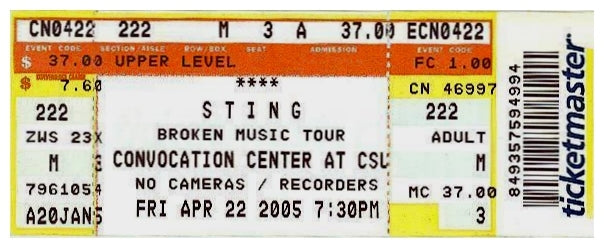 CN0422 222 M 3 A 37.00 ECN0422
EVENT CODE SECTION/AISLE ROW/BOX SEAT ADMISSION EVENT CODE
$ 37.00 UPPER LEVEL FC 1.00
$ 7.60 **** CN 46997
222 STING 222
ZWS 23X BROKEN MUSIC TOUR ADULT
M 3 CONVOCATION CENTER AT CSU M
7961054 NO CAMERAS / RECORDERS MC 37.00
A20JAN5 FRI APR 22 2005 7:30PM 3
849357594994
ticketmaster